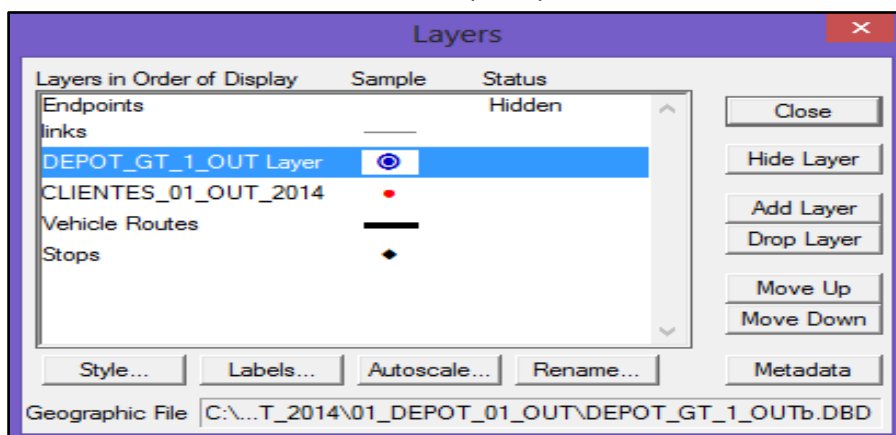 Layers
Layers in Order of Display Sample Status
Endpoints Hidden
links
DEPOT_GT_1_OUT Layer
CLIENTES_01_OUT_2014
Vehicle Routes
Stops
Close
Hide Layer
Add Layer
Drop Layer
Move Up
Move Down
Style... Labels... Autoscale... Rename... Metadata
Geographic File C:\...T_2014\01_DEPOT_01_OUT\DEPOT_GT_1_OUTb.DBD